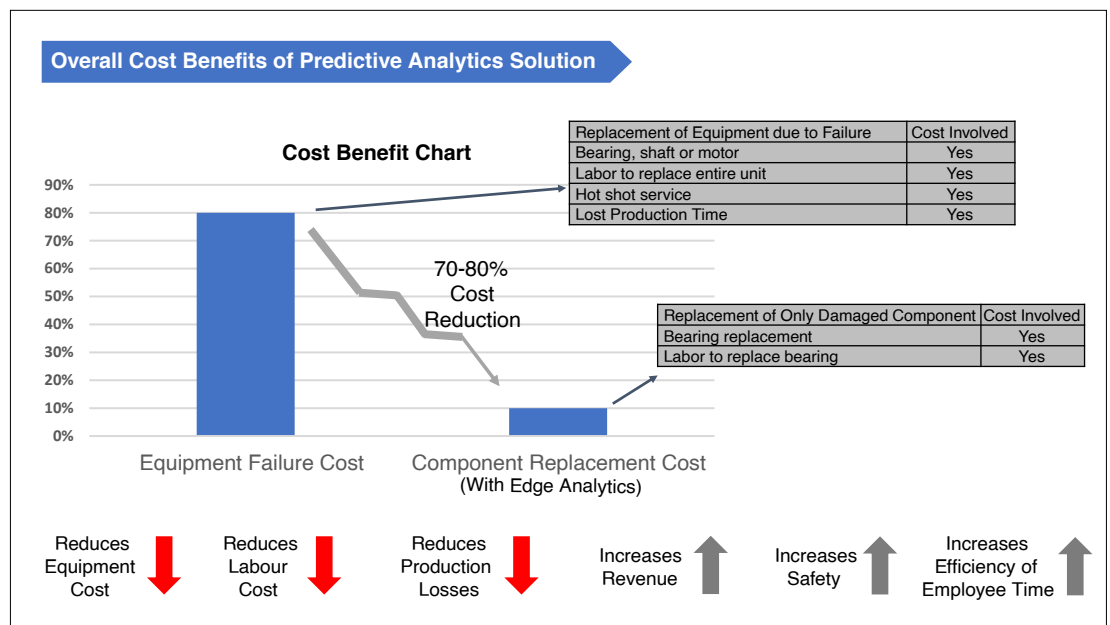 Overall Cost Benefits of Predictive Analytics Solution
Cost Benefit Chart
Replacement of Equipment due to Failure Cost Involved
Bearing, shaft or motor Yes
Labor to replace entire unit Yes
Hot shot service Yes
Lost Production Time Yes
90%
80%
70%
60%
50%
40%
30%
20%
10%
0%
70-80%
Cost
Reduction
Replacement of Only Damaged Component Cost Involved
Bearing replacement Yes
Labor to replace bearing Yes
Equipment Failure Cost
Component Replacement Cost
(With Edge Analytics)
Reduces
Equipment
Cost
Reduces
Labour
Cost
Reduces
Production
Losses
Increases
Revenue
Increases
Safety
Increases
Efficiency of
Employee Time